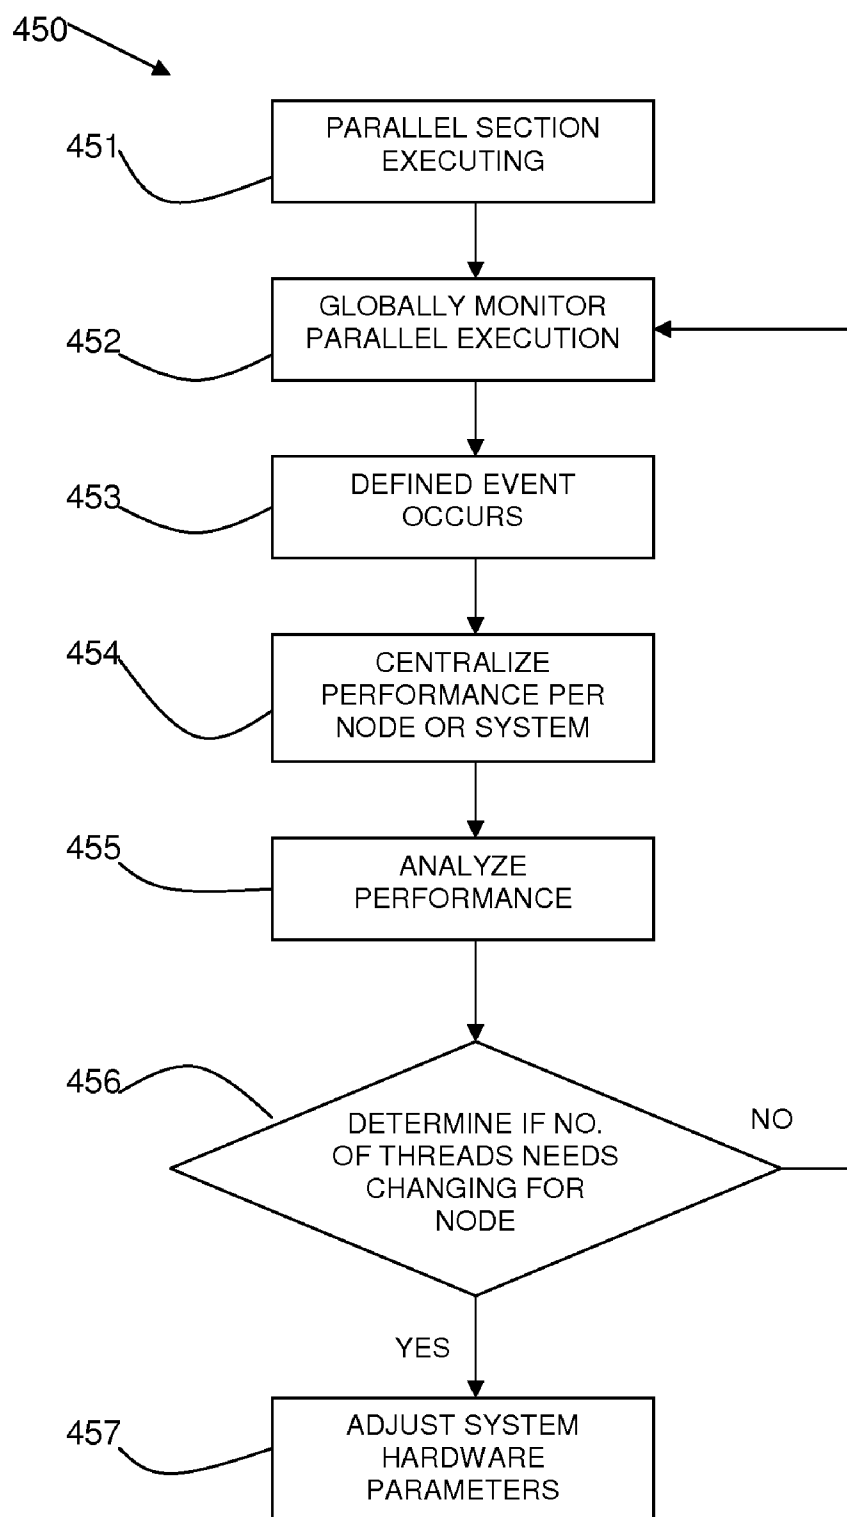 450
451
PARALLEL SECTION
EXECUTING
452
GLOBALLY MONITOR
PARALLEL EXECUTION
453
DEFINED EVENT
OCCURS
454
CENTRALIZE
PERFORMANCE PER
NODE OR SYSTEM
455
ANALYZE
PERFORMANCE
456
DETERMINE IF NO.
OF THREADS NEEDS
CHANGING FOR
NODE
NO
YES
457
ADJUST SYSTEM
HARDWARE
PARAMETERS